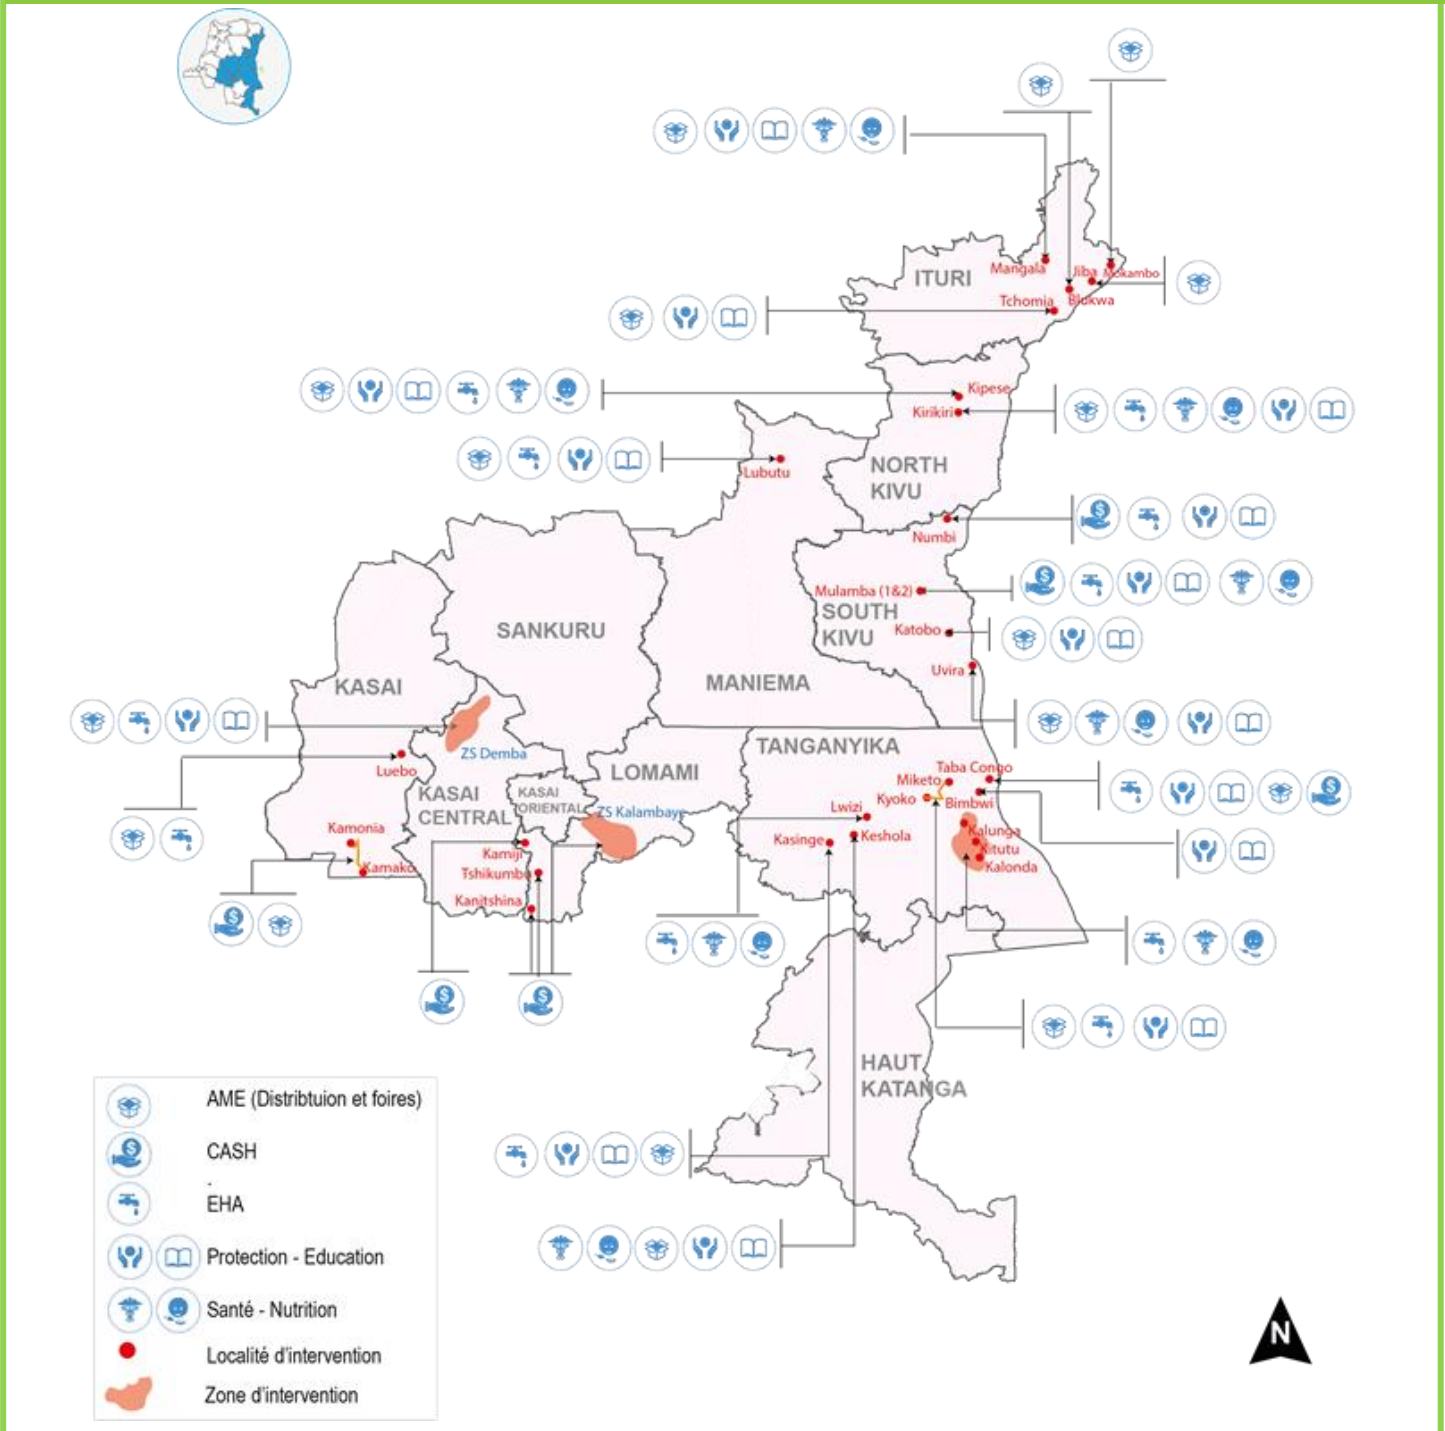 Mangala
Jiba
Mokambo
ITURI
Tchomia
Blukwa
Kipese
Kirikiri
Lubutu
NORTH
KIVU
Numbi
Mulamba (1&2)
SOUTH
KIVU
Katobo
Uvira
SANKURU
MANIEMA
KASAI
ZS Demba
Luebo
KASAI
CENTRAL
KASAI
ORIENTAL
LOMAMI
ZS Kalambaye
TANGANYIKA
Taba Congo
Miketo
Kyoko
Bimbwi
Lwizi
Kasinge
Keshola
Kalunga
Kitutu
Kalonda
Kamonia
Kamako
Kamiji
Tshikumbu
Kanitshina
HAUT
KATANGA
AME (Distribtuion et foires)
CASH
-
EHA
Protection - Education
Santé - Nutrition
Localité d'intervention
Zone d'intervention
N